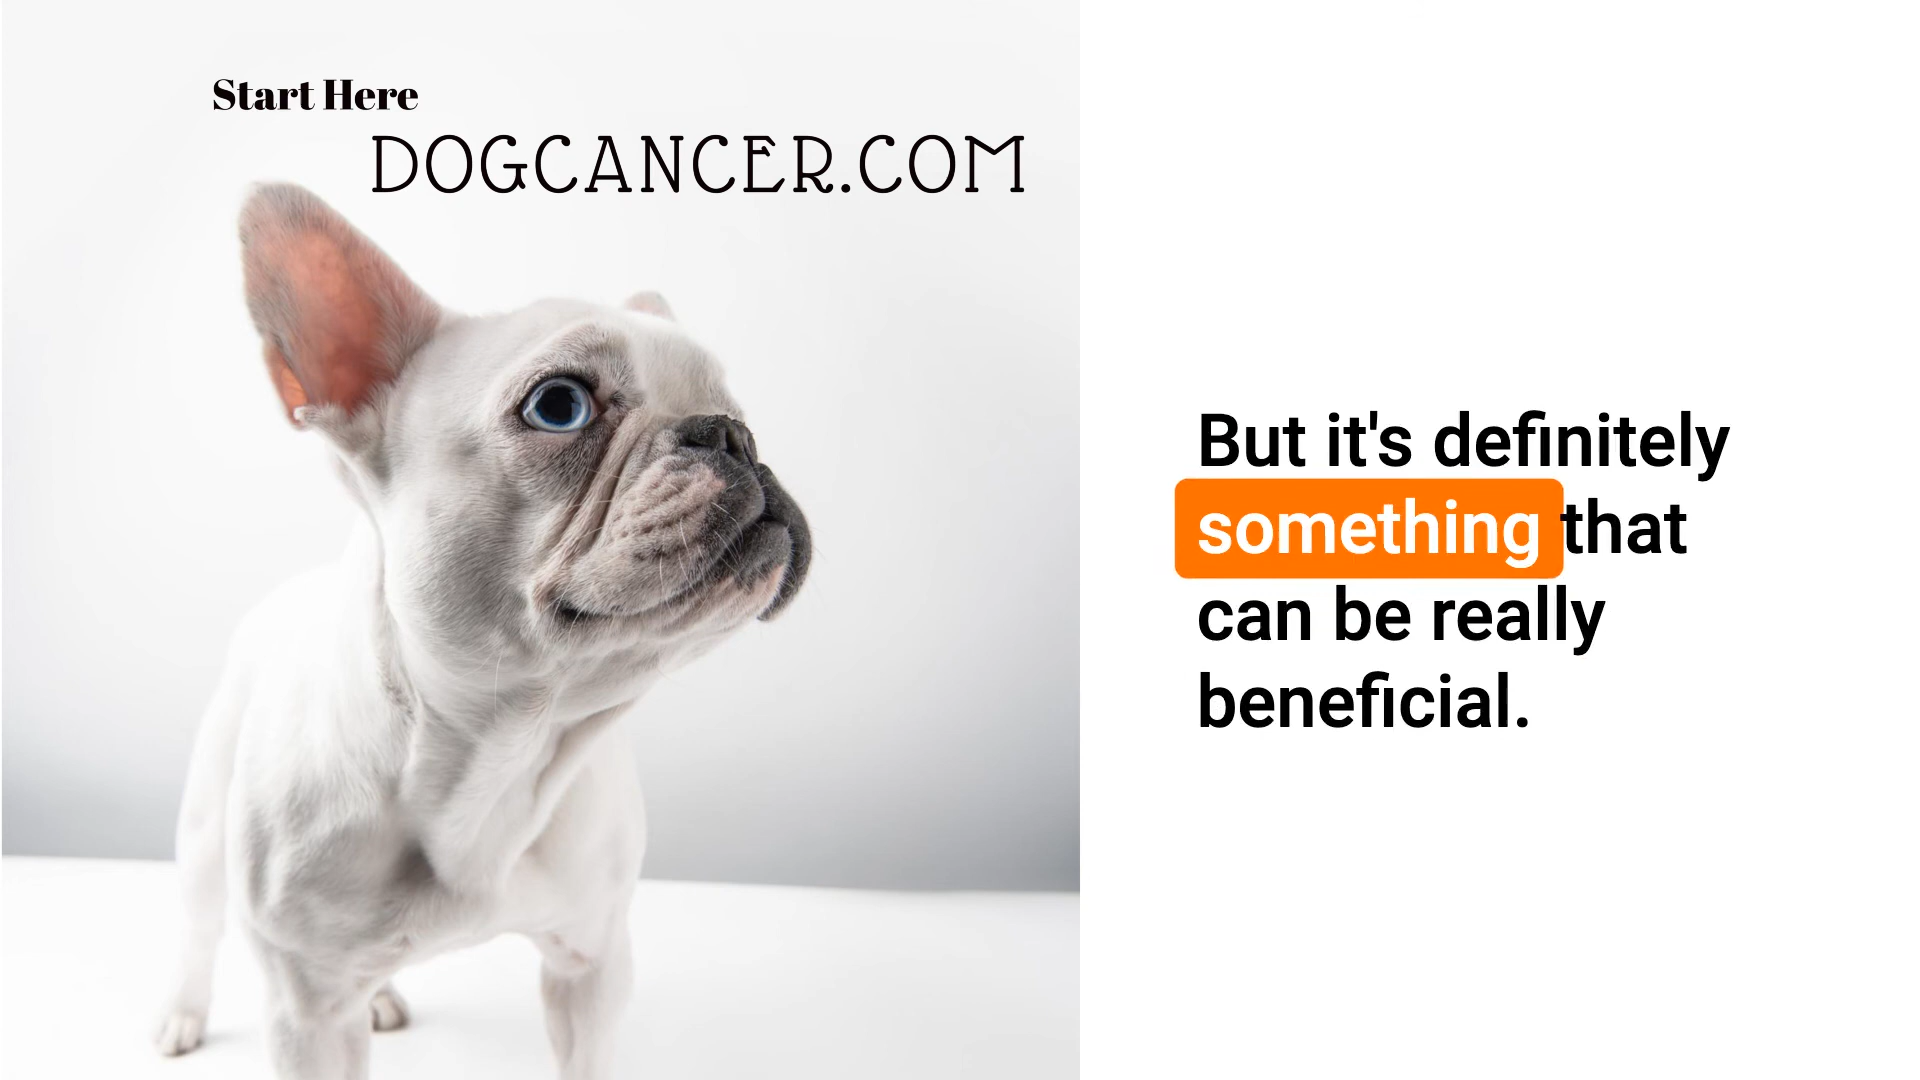 Start Here
DOGCANCER.COM
But it's definitely
something that
can be really
beneficial.